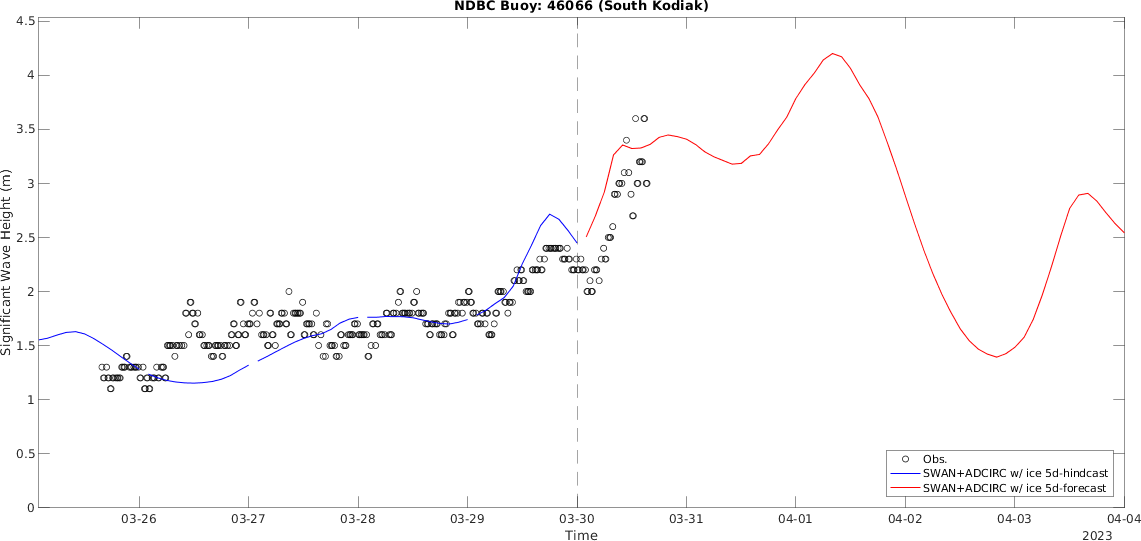 NDBC Buoy: 46066 (South Kodiak)
4.5
4
3.5
3
2.5
2
1.5
1
0.5
0
Significant Wave Height (m)
Obs.
SWAN+ADCIRC w/ ice 5d-hindcast
SWAN+ADCIRC w/ ice 5d-forecast
03-26 03-27 03-28 03-29 03-30 03-31 04-01 04-02 04-03 04-04
Time
2023